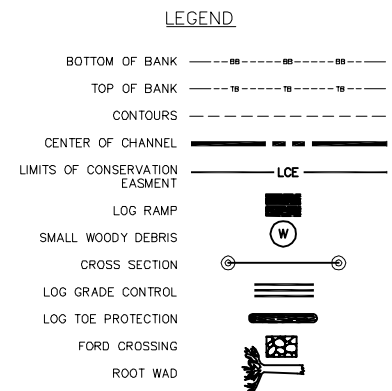 LEGEND
BOTTOM OF BANK BB BB BB
TOP OF BANK TB TB TB
CONTOURS
CENTER OF CHANNEL
LIMITS OF CONSERVATION LCE
EASMENT
LOG RAMP
SMALL WOODY DEBRIS W
CROSS SECTION
LOG GRADE CONTROL
LOG TOE PROTECTION
FORD CROSSING
ROOT WAD